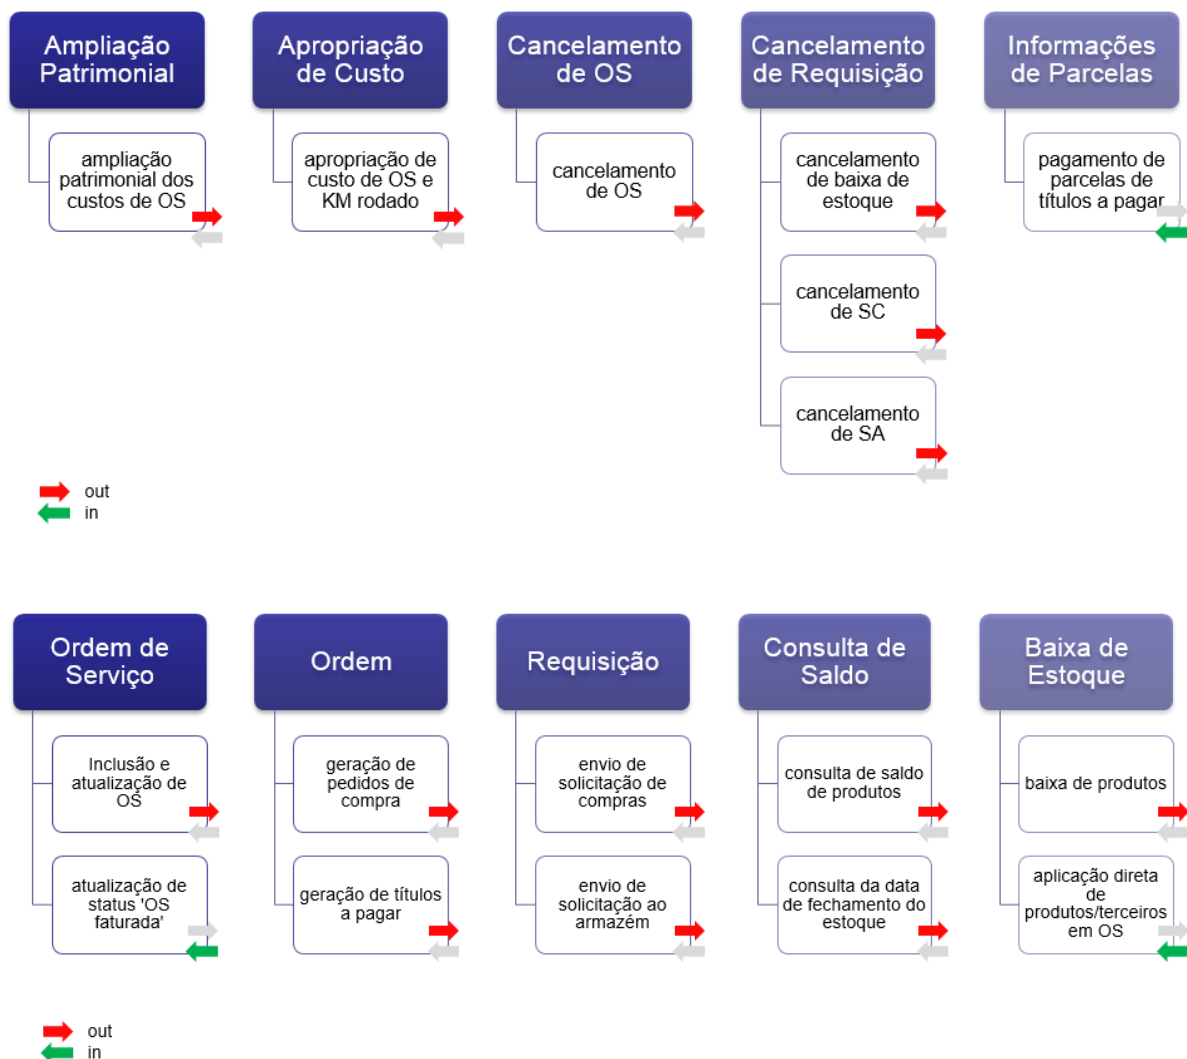 Ampliação
Patrimonial
ampliação
patrimonial dos
custos de OS
Apropriação
de Custo
apropriação de
custo de OS e
KM rodado
Cancelamento
de OS
cancelamento
de OS
Cancelamento
de Requisição
cancelamento
de baixa de
estoque
cancelamento
de SC
cancelamento
de SA
Informações
de Parcelas
pagamento de
parcelas de
títulos a pagar
out
in
Ordem de
Serviço
Inclusão e
atualização de
OS
atualização de
status 'OS
faturada'
Ordem
geração de
pedidos de
compra
geração de títulos
a pagar
Requisição
envio de
solicitação de
compras
envio de
solicitação ao
armazém
Consulta de
Saldo
consulta de saldo
de produtos
consulta da data
de fechamento do
estoque
Baixa de
Estoque
baixa de produtos
aplicação direta
de
produtos/terceiros
em OS
out
in